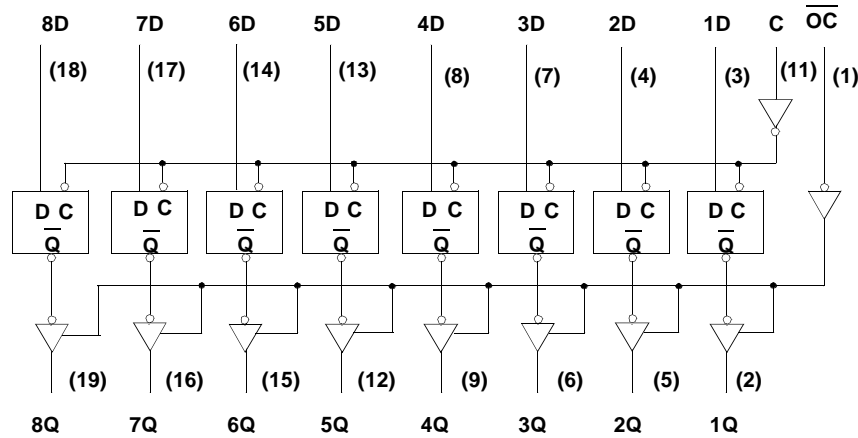 8D 7D 6D 5D 4D 3D 2D 1D C O̅C̅
(18) (17) (14) (13) (8) (7) (4) (3) (11) (1)
D C D C D C D C D C D C D C D C
Q̅ Q̅ Q̅ Q̅ Q̅ Q̅ Q̅ Q̅
(19) (16) (15) (12) (9) (6) (5) (2)
8Q 7Q 6Q 5Q 4Q 3Q 2Q 1Q